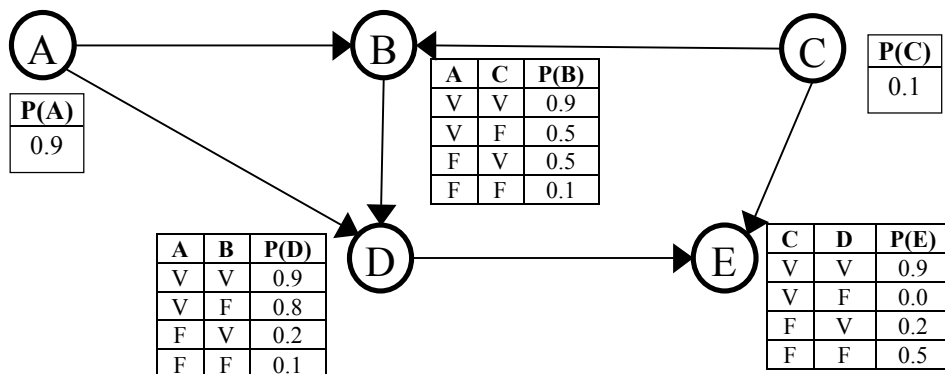 A
B
C
P(A)
0.9
A C P(B)
V V 0.9
V F 0.5
F V 0.5
F F 0.1
P(C)
0.1
D
E
A B P(D)
V V 0.9
V F 0.8
F V 0.2
F F 0.1
C D P(E)
V V 0.9
V F 0.0
F V 0.2
F F 0.5